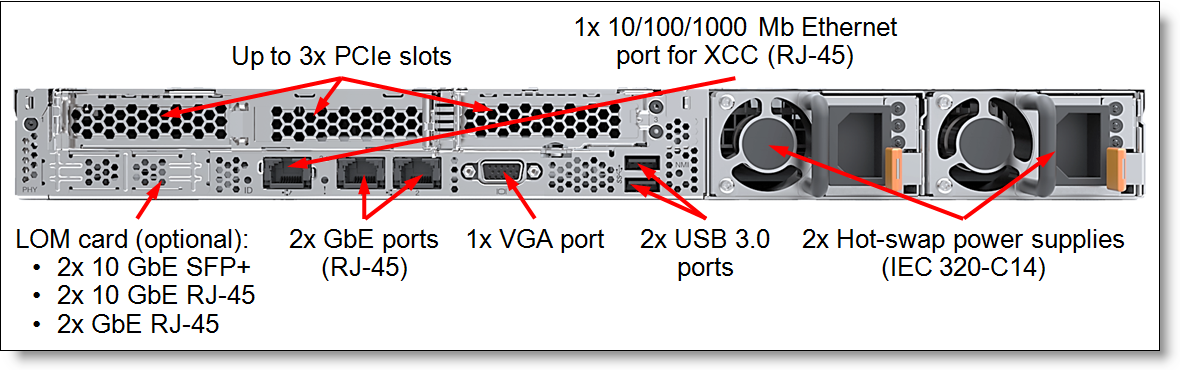 1x 10/100/1000 Mb Ethernet
port for XCC (RJ-45)
Up to 3x PCIe slots
PHY
ID
NMI
LOM card (optional):
• 2x 10 GbE SFP+
• 2x 10 GbE RJ-45
• 2x GbE RJ-45
2x GbE ports
(RJ-45)
1x VGA port
2x USB 3.0
ports
2x Hot-swap power supplies
(IEC 320-C14)